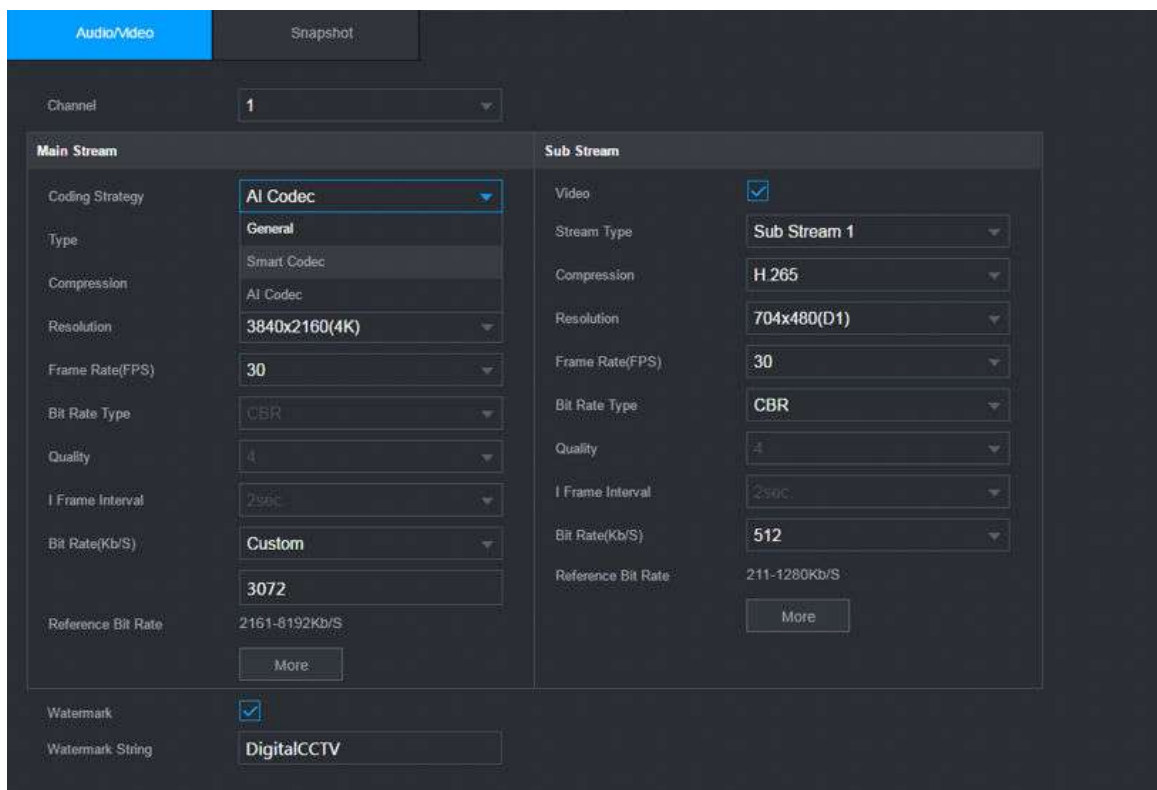 Audio/Video Snapshot
Channel 1
Main Stream
Coding Strategy AI Codec
General
Type
Smart Codec
Compression
AI Codec
Resolution 3840x2160(4K)
Frame Rate(FPS) 30
Bit Rate Type CBR
Quality 4
I Frame Interval 2sec.
Bit Rate(Kb/S) Custom
3072
Reference Bit Rate 2161-8192Kb/S
More
Sub Stream
Video
Stream Type Sub Stream 1
Compression H.265
Resolution 704x480(D1)
Frame Rate(FPS) 30
Bit Rate Type CBR
Quality 4
I Frame Interval 2sec.
Bit Rate(Kb/S) 512
Reference Bit Rate 211-1280Kb/S
More
Watermark
Watermark String DigitalCCTV